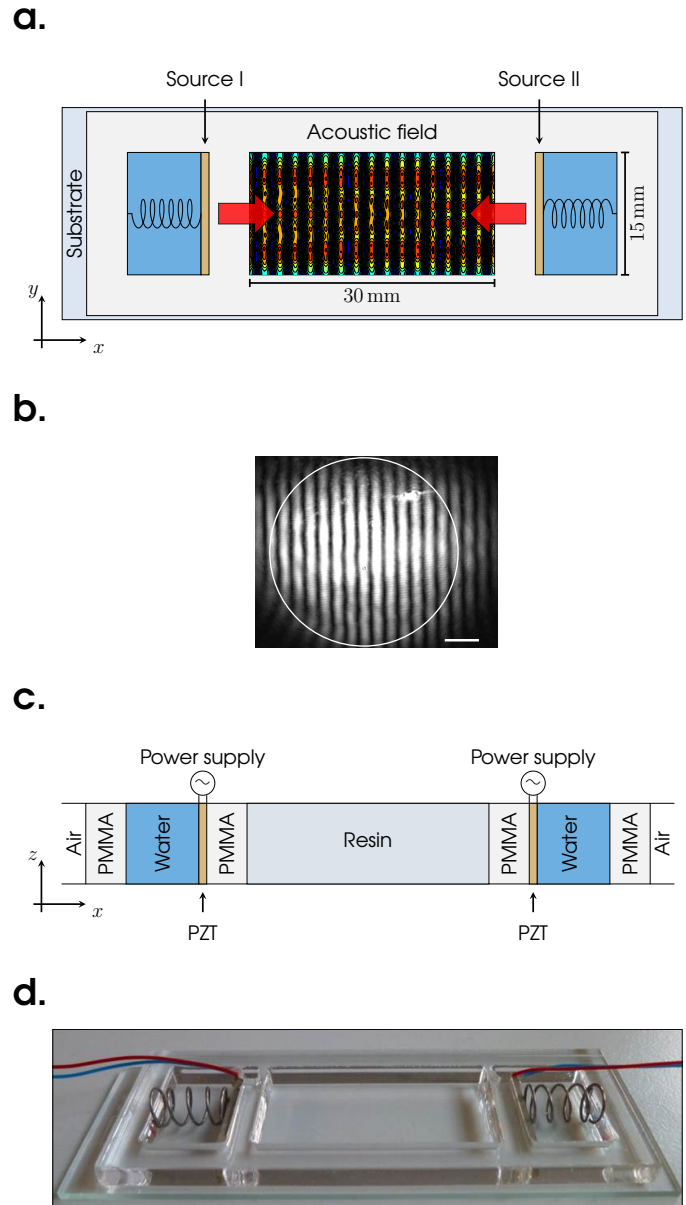 a.
Source I
Source II
Acoustic field
Substrate
15 mm
30 mm
y
x
b.
c.
Power supply
Power supply
Air
PMMA
Water
PMMA
Resin
PMMA
Water
PMMA
Air
z
x
PZT
PZT
d.